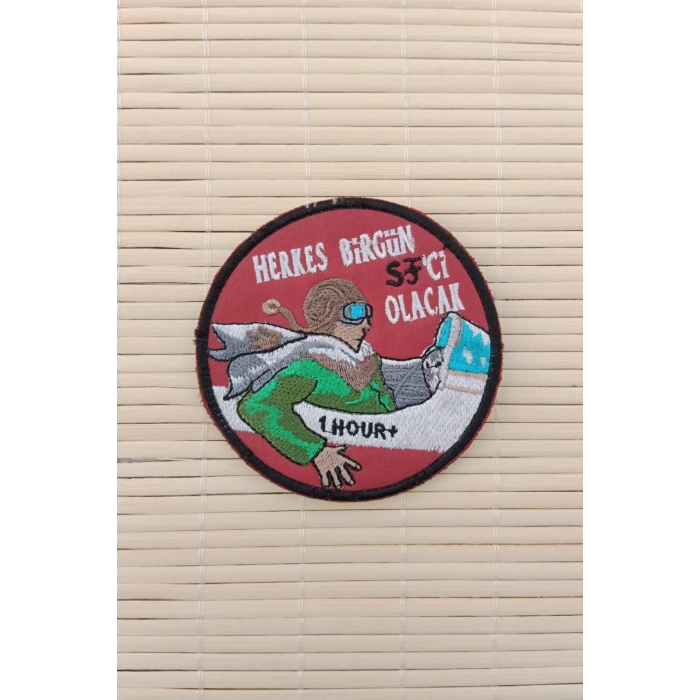 HERKES BİRGÜN
SF'Cİ
OLACAK
1 HOUR+